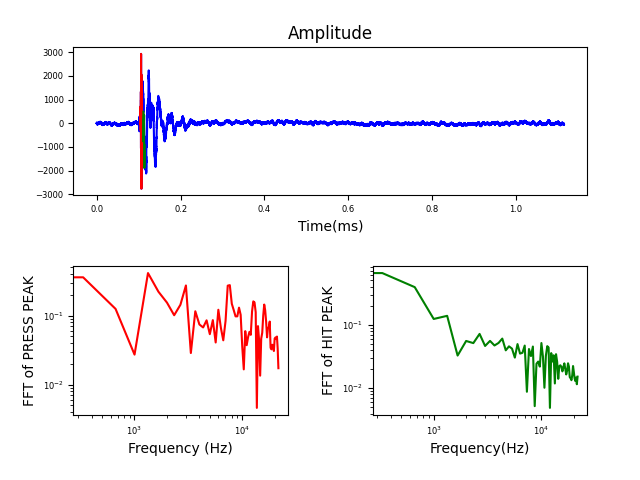 Amplitude
3000
2000
1000
0
−1000
−2000
−3000
0.0 0.2 0.4 0.6 0.8 1.0
Time(ms)
FFT of PRESS PEAK
10⁻¹
10⁻²
10³ 10⁴
Frequency (Hz)
FFT of HIT PEAK
10⁻¹
10⁻²
10³ 10⁴
Frequency(Hz)